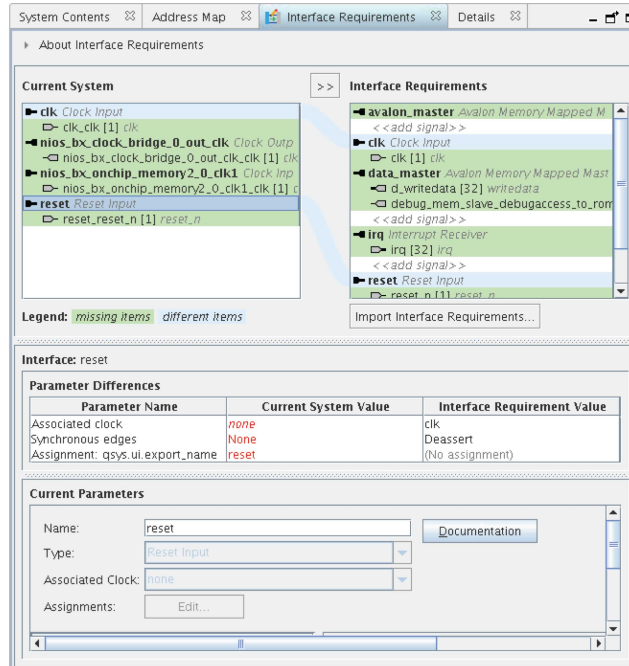 System Contents
Address Map
Interface Requirements
Details
About Interface Requirements
Current System
>>
Interface Requirements
clk Clock Input
clk_clk [1] clk
nios_bx_clock_bridge_0_out_clk Clock Outp
nios_bx_clock_bridge_0_out_clk_clk [1] clk
nios_bx_onchip_memory2_0_clk1 Clock Inp
nios_bx_onchip_memory2_0_clk1_clk [1] c
reset Reset Input
reset_reset_n [1] reset_n
avalon_master Avalon Memory Mapped M
<<add signal>>
clk Clock Input
clk [1] clk
data_master Avalon Memory Mapped Mast
d_writedata [32] writedata
debug_mem_slave_debugaccess_to_rom
<<add signal>>
irq Interrupt Receiver
irq [32] irq
<<add signal>>
reset Reset Input
reset_n [1] reset_n
Legend: missing items different items
Import Interface Requirements...
Interface: reset
Parameter Differences
Parameter Name Current System Value Interface Requirement Value
Associated clock none clk
Synchronous edges None Deassert
Assignment: qsys.ui.export_name reset (No assignment)
Current Parameters
Name: reset
Documentation
Type: Reset Input
Associated Clock: none
Assignments: Edit...